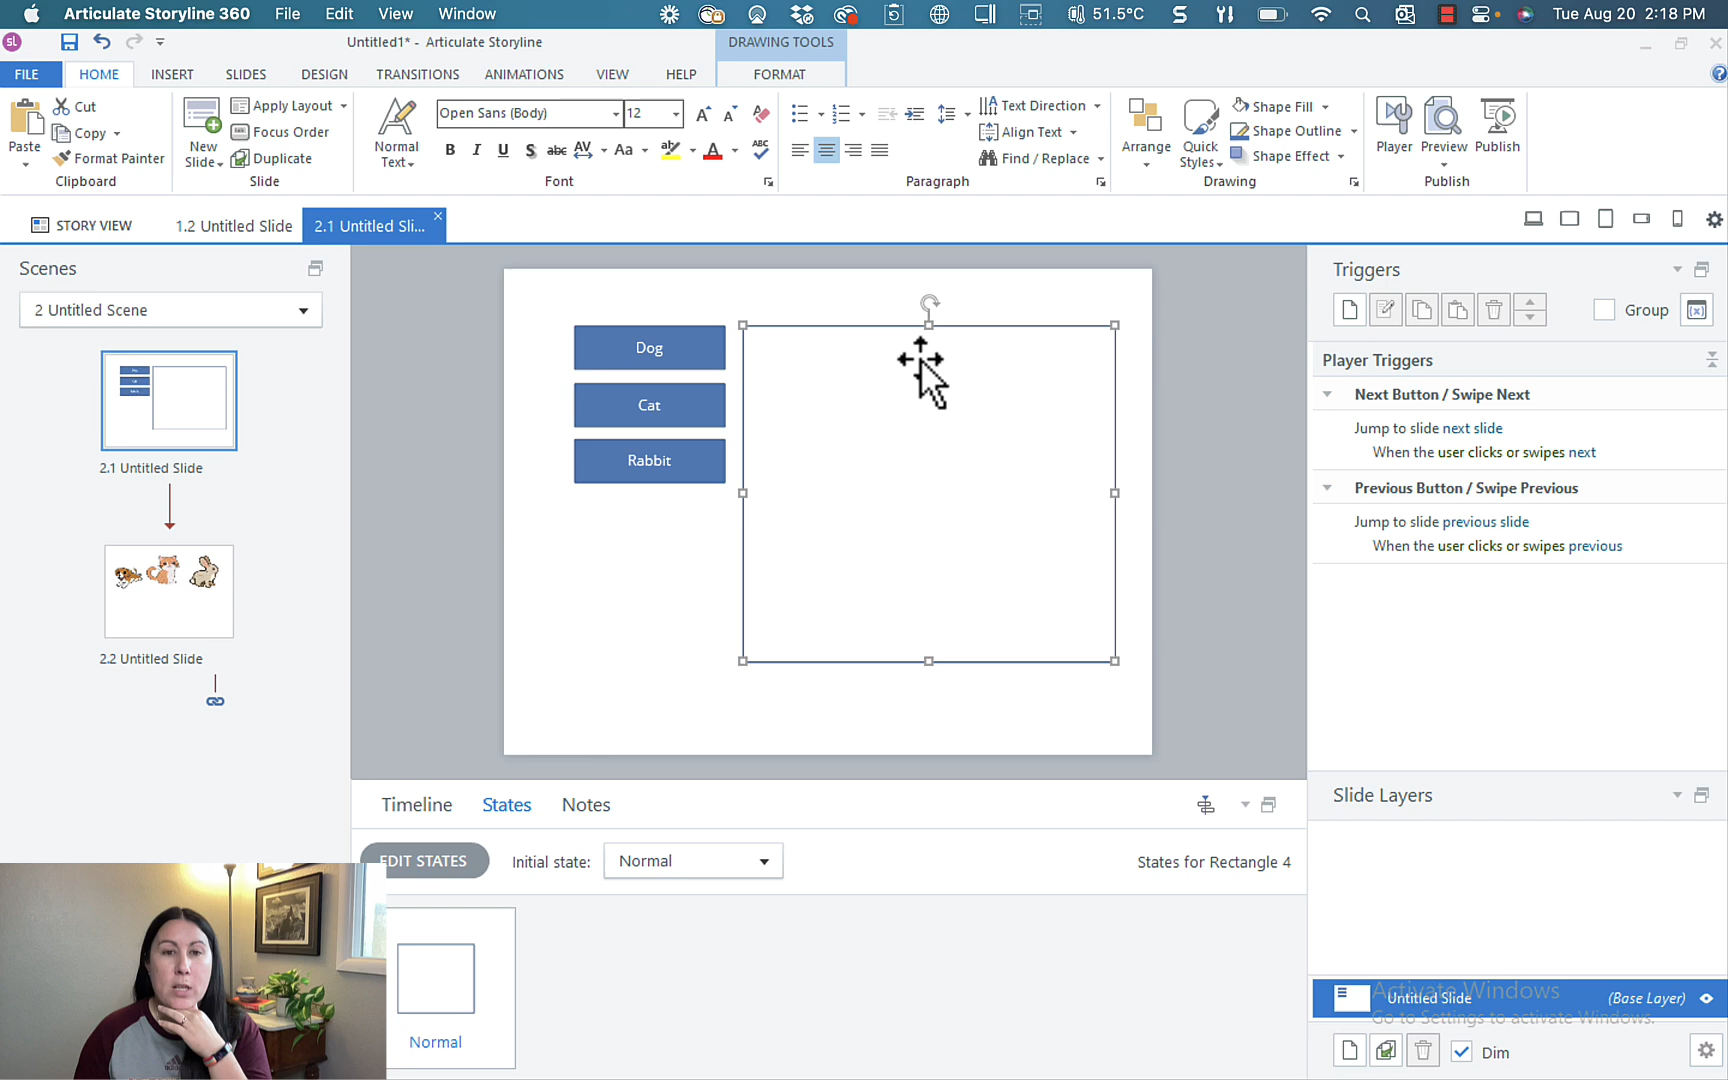 Articulate Storyline 360 File Edit View Window 51.5°C Tue Aug 20 2:18 PM
sl Untitled1* - Articulate Storyline DRAWING TOOLS
FILE HOME INSERT SLIDES DESIGN TRANSITIONS ANIMATIONS VIEW HELP FORMAT
Paste
Cut
Copy
Format Painter
Clipboard
New
Slide
Apply Layout
Focus Order
Duplicate
Slide
Normal
Text
Open Sans (Body) 12
B I U S abc AV Aa A ABC
Font
Text Direction
Align Text
Find / Replace
Paragraph
Arrange
Quick
Styles
Shape Fill
Shape Outline
Shape Effect
Drawing
Player Preview Publish
Publish
STORY VIEW 1.2 Untitled Slide 2.1 Untitled Sli...
Scenes
2 Untitled Scene
2.1 Untitled Slide
2.2 Untitled Slide
Dog
Cat
Rabbit
Triggers
Group
Player Triggers
Next Button / Swipe Next
Jump to slide next slide
When the user clicks or swipes next
Previous Button / Swipe Previous
Jump to slide previous slide
When the user clicks or swipes previous
Timeline States Notes
EDIT STATES Initial state: Normal States for Rectangle 4
Normal
Slide Layers
Activate Windows
Untitled Slide (Base Layer)
Go to Settings to activate Windows.
Dim